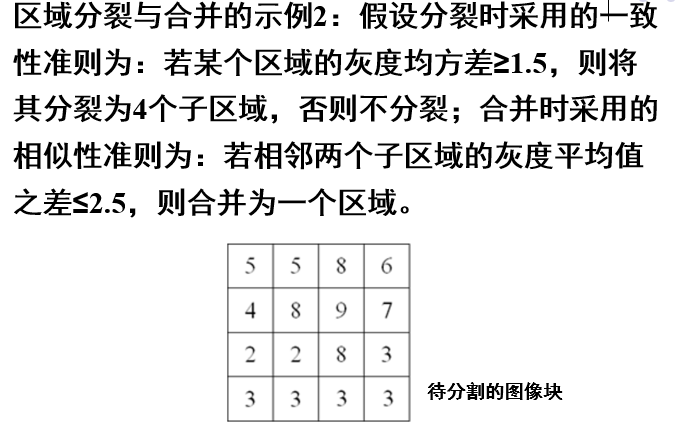 区域分裂与合并的示例2：假设分裂时采用的一致
性准则为：若某个区域的灰度均方差≥1.5，则将
其分裂为4个子区域，否则不分裂；合并时采用的
相似性准则为：若相邻两个子区域的灰度平均值
之差≤2.5，则合并为一个区域。
5 5 8 6
4 8 9 7
2 2 8 3
3 3 3 3
待分割的图像块